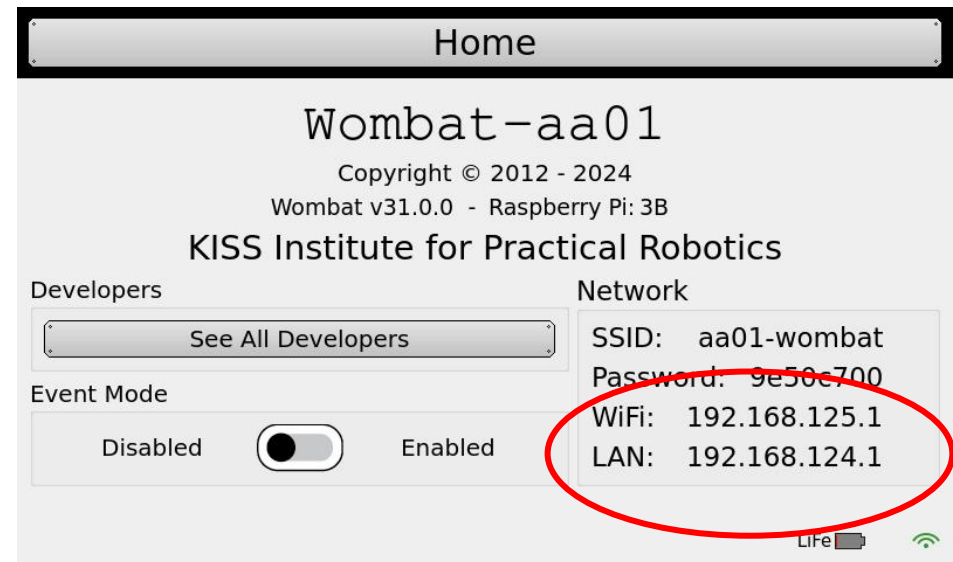 Home
Wombat-aa01
Copyright © 2012 - 2024
Wombat v31.0.0 - Raspberry Pi: 3B
KISS Institute for Practical Robotics
Developers
See All Developers
Event Mode
Disabled Enabled
Network
SSID: aa01-wombat
Password: 9e50c700
WiFi: 192.168.125.1
LAN: 192.168.124.1
LiFe